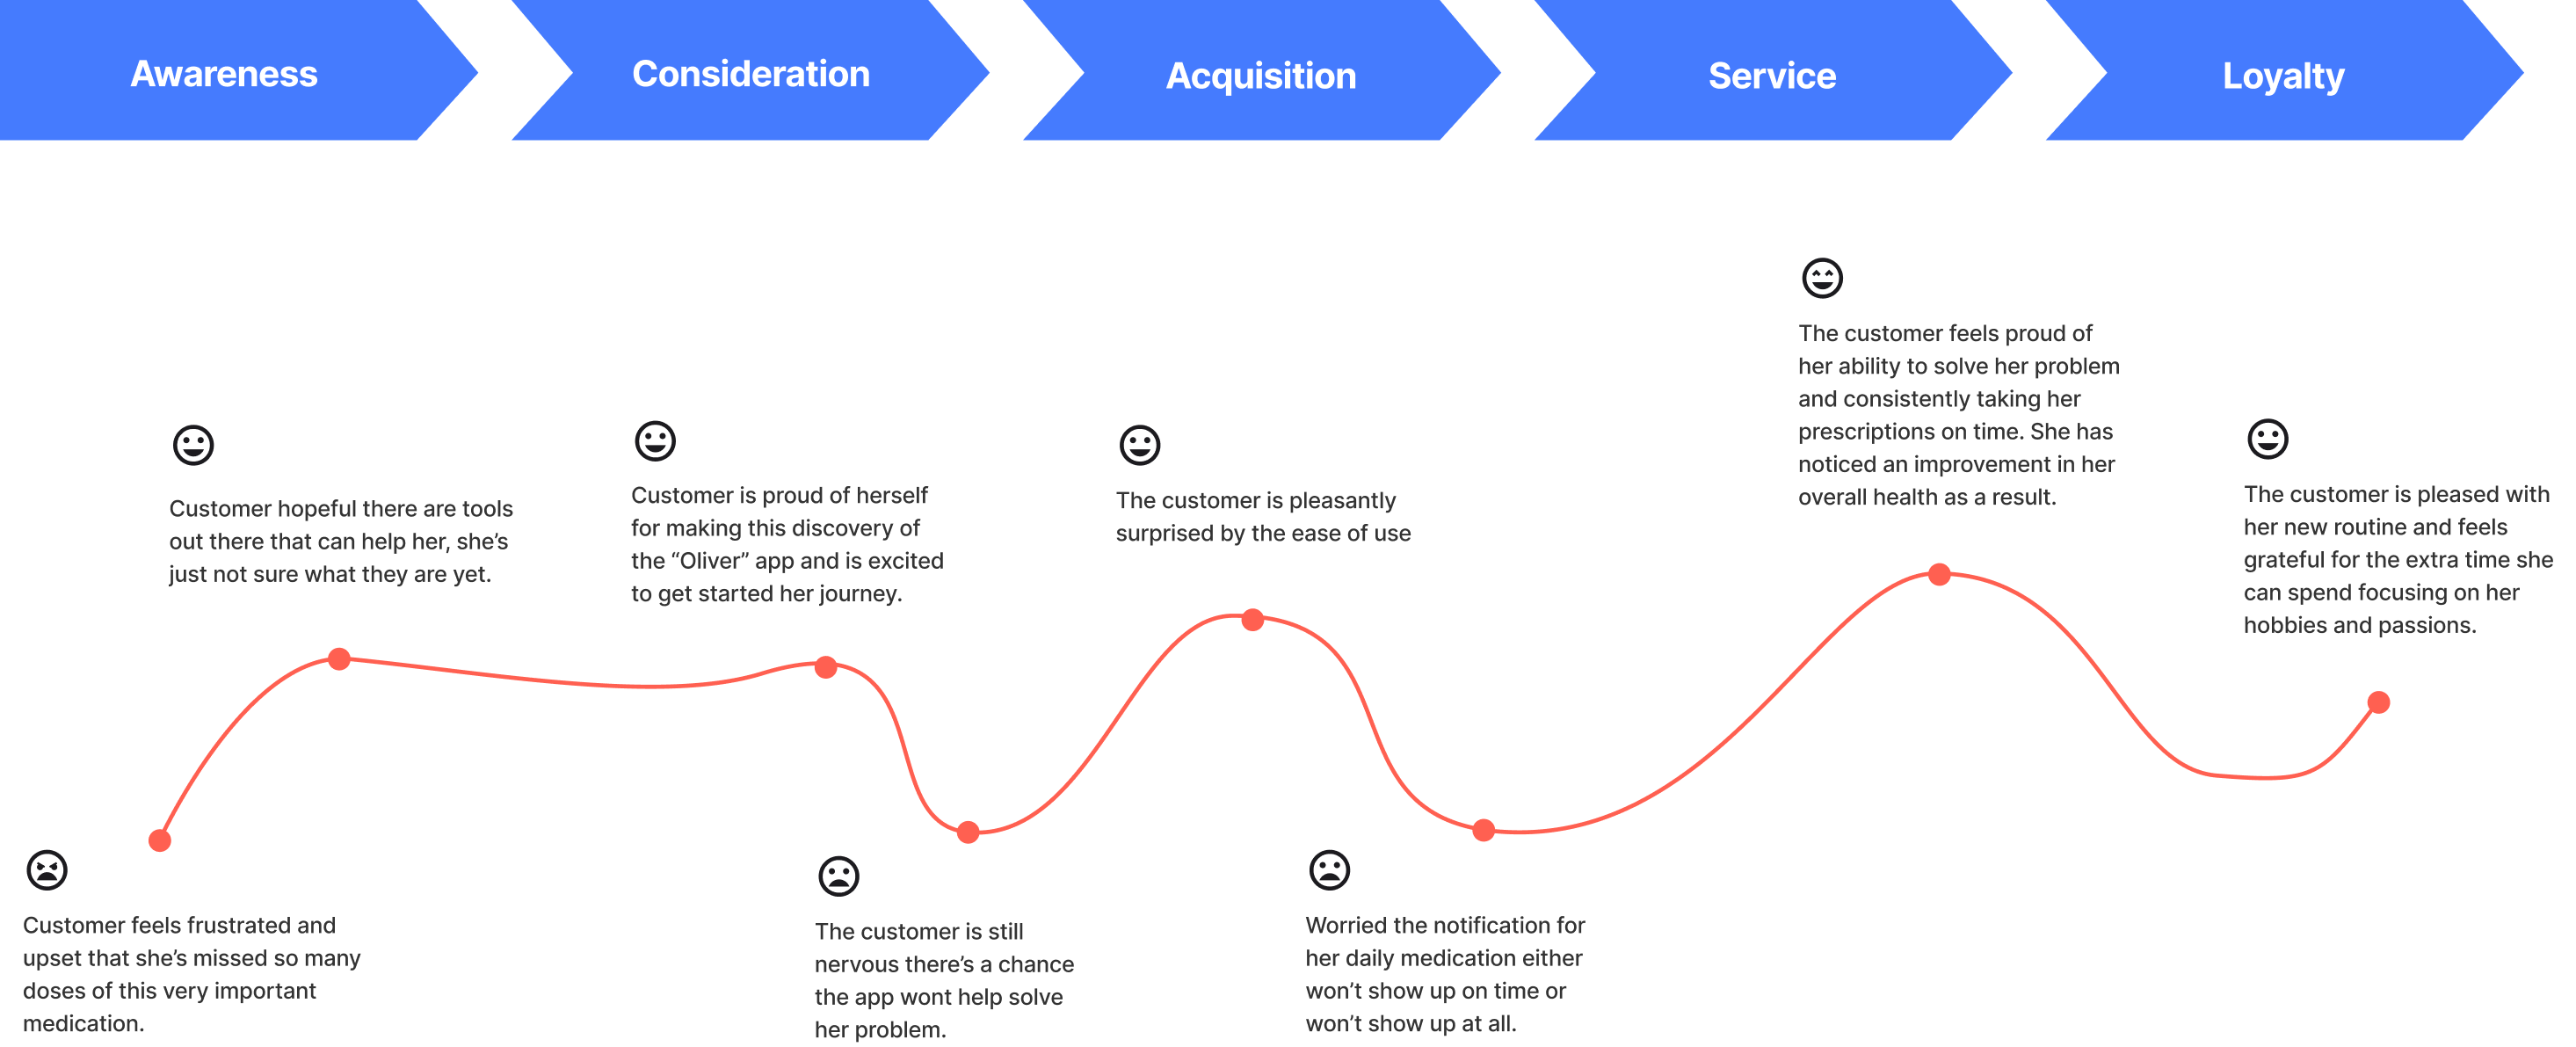 Awareness
Consideration
Acquisition
Service
Loyalty
Customer feels frustrated and
upset that she’s missed so many
doses of this very important
medication.
Customer hopeful there are tools
out there that can help her, she’s
just not sure what they are yet.
Customer is proud of herself
for making this discovery of
the “Oliver” app and is excited
to get started her journey.
The customer is still
nervous there’s a chance
the app wont help solve
her problem.
The customer is pleasantly
surprised by the ease of use
Worried the notification for
her daily medication either
won’t show up on time or
won’t show up at all.
The customer feels proud of
her ability to solve her problem
and consistently taking her
prescriptions on time. She has
noticed an improvement in her
overall health as a result.
The customer is pleased with
her new routine and feels
grateful for the extra time she
can spend focusing on her
hobbies and passions.